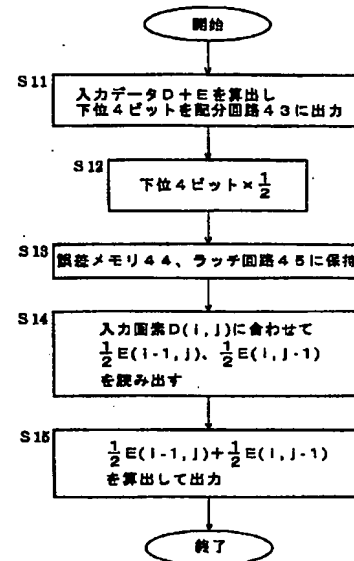 開始
S11
入力データD+Eを算出し
下位4ビットを配分回路43に出力
S12
下位4ビット×1/2
S13
誤差メモリ44、ラッチ回路45に保持
S14
入力画素D(i,j)に合わせて
1/2E(i-1,j)、1/2E(i,j-1)
を読み出す
S15
1/2E(i-1,j)+1/2E(i,j-1)
を算出して出力
終了